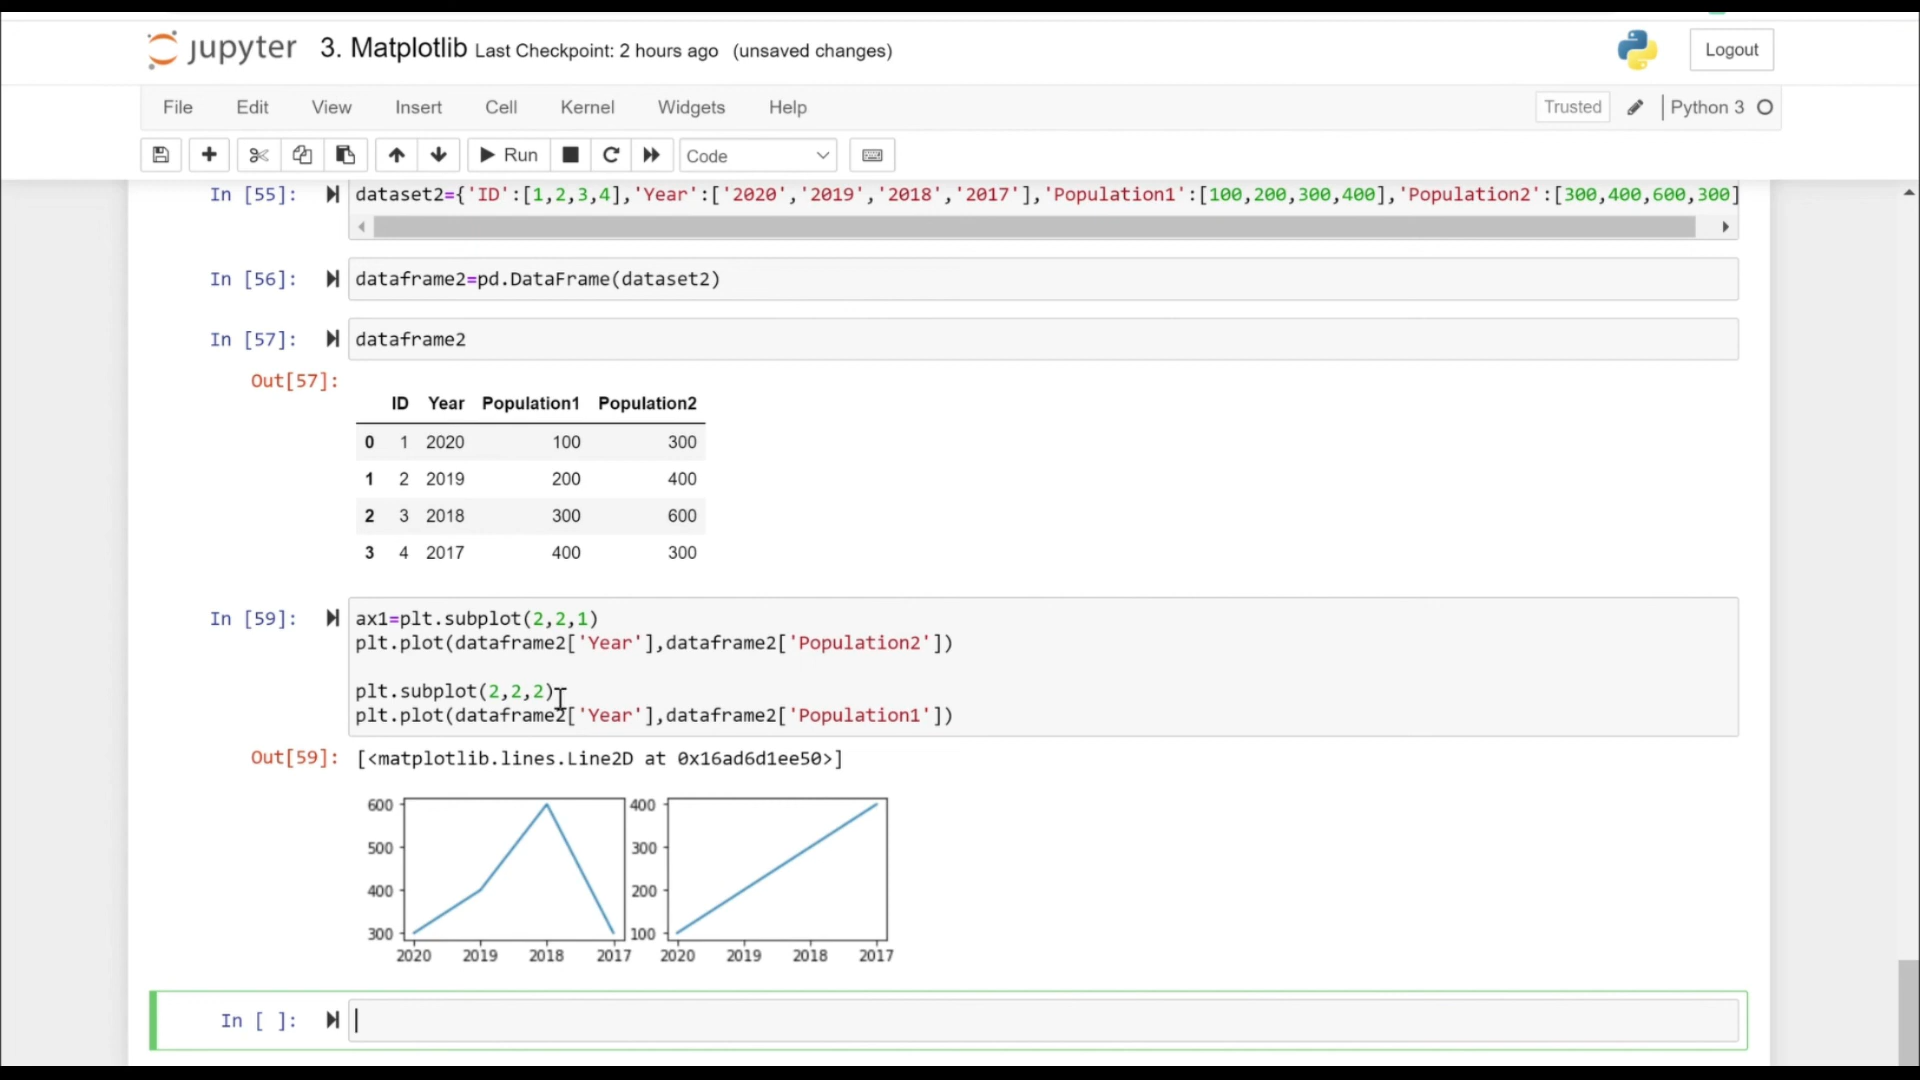 jupyter 3. Matplotlib Last Checkpoint: 2 hours ago (unsaved changes) Logout
File Edit View Insert Cell Kernel Widgets Help Trusted Python 3
Run Code
In [55]: dataset2={'ID':[1,2,3,4],'Year':['2020','2019','2018','2017'],'Population1':[100,200,300,400],'Population2':[300,400,600,300]
In [56]: dataframe2=pd.DataFrame(dataset2)
In [57]: dataframe2
Out[57]:
ID Year Population1 Population2
0 1 2020 100 300
1 2 2019 200 400
2 3 2018 300 600
3 4 2017 400 300
In [59]: ax1=plt.subplot(2,2,1)
plt.plot(dataframe2['Year'],dataframe2['Population2'])
plt.subplot(2,2,2)
plt.plot(dataframe2['Year'],dataframe2['Population1'])
Out[59]: [<matplotlib.lines.Line2D at 0x16ad6d1ee50>]
600 400
500 300
400 200
300 100
2020 2019 2018 2017 2020 2019 2018 2017
In [ ]: